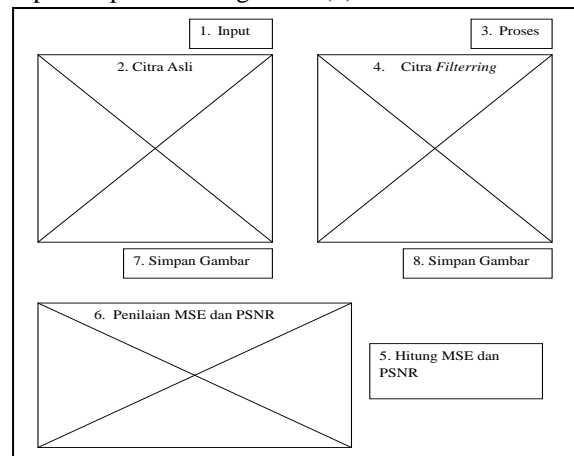 1. Input
3. Proses
2. Citra Asli
4. Citra Filterring
7. Simpan Gambar
8. Simpan Gambar
6. Penilaian MSE dan PSNR
5. Hitung MSE dan
PSNR